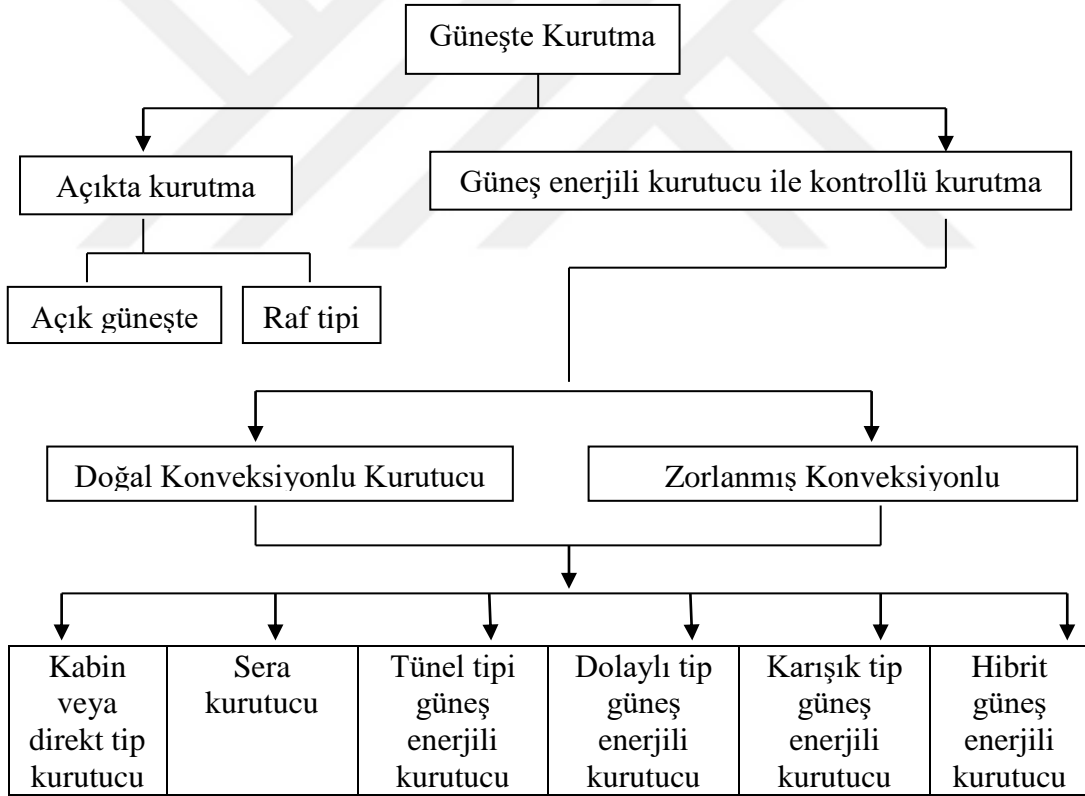 Güneşte Kurutma
Açıkta kurutma
Güneş enerjili kurutucu ile kontrollü kurutma
Açık güneşte
Raf tipi
Doğal Konveksiyonlu Kurutucu
Zorlanmış Konveksiyonlu
Kabin
veya
direkt tip
kurutucu
Sera
kurutucu
Tünel tipi
güneş
enerjili
kurutucu
Dolaylı tip
güneş
enerjili
kurutucu
Karışık tip
güneş
enerjili
kurutucu
Hibrit
güneş
enerjili
kurutucu